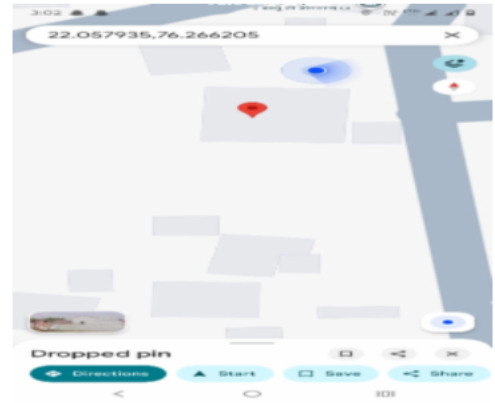 3:02
22.057935,76.266205
Dropped pin
Directions
Start
Save
Share